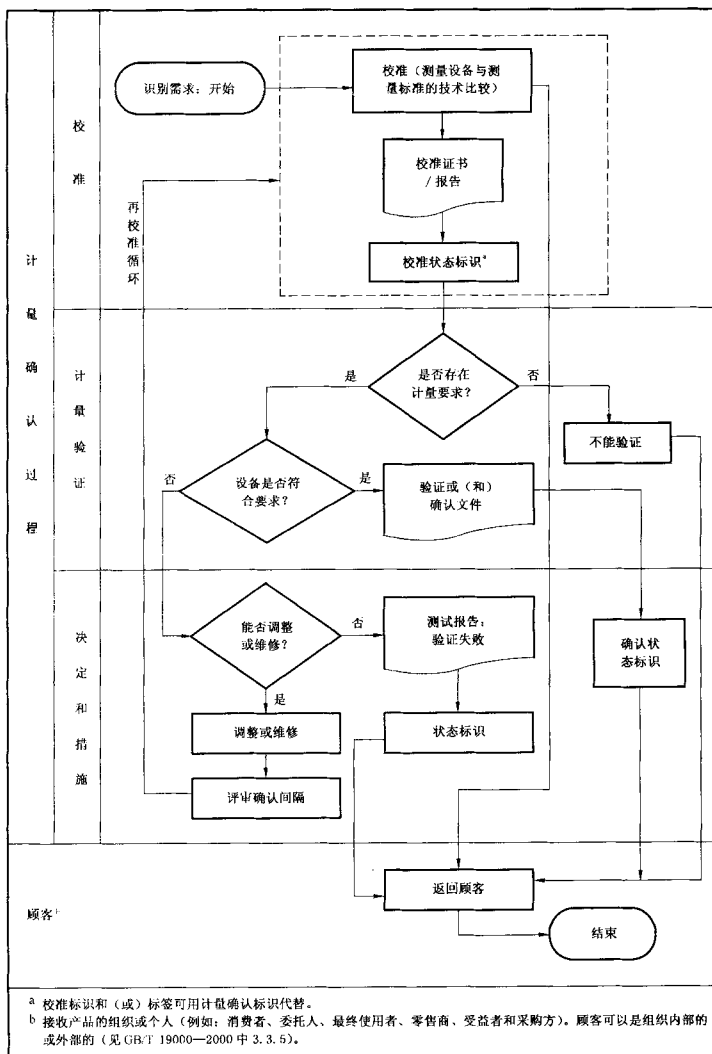 识别需求：开始
校准（测量设备与测
量标准的技术比较）
校准证书
/报告
校准状态标识a
校准
再校准循环
计量确认过程
计量验证
是否存在
计量要求？
是
否
不能验证
设备是否符
合要求？
否
是
验证或（和）
确认文件
决定和措施
能否调整
或维修？
否
是
测试报告：
验证失败
确认状
态标识
调整或维修
状态标识
评审确认间隔
返回顾客
顾客b
结束
a 校准标识和（或）标签可用计量确认标识代替。
b 接收产品的组织或个人（例如：消费者、委托人、最终使用者、零售商、受益者和采购方）。顾客可以是组织内部的
或外部的（见 GB/T 19000—2000 中 3.3.5）。